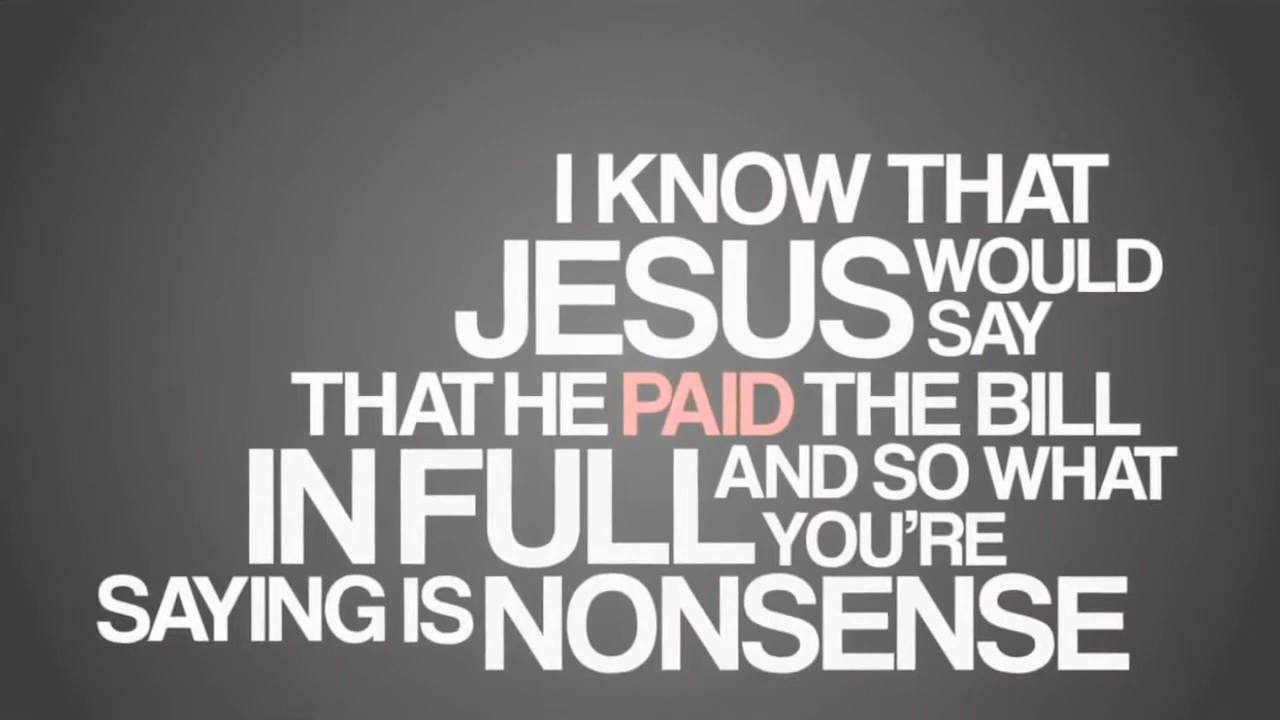 I KNOW THAT
JESUS WOULD
SAY
THAT HE PAID THE BILL
IN FULL AND SO WHAT
YOU'RE
SAYING IS NONSENSE